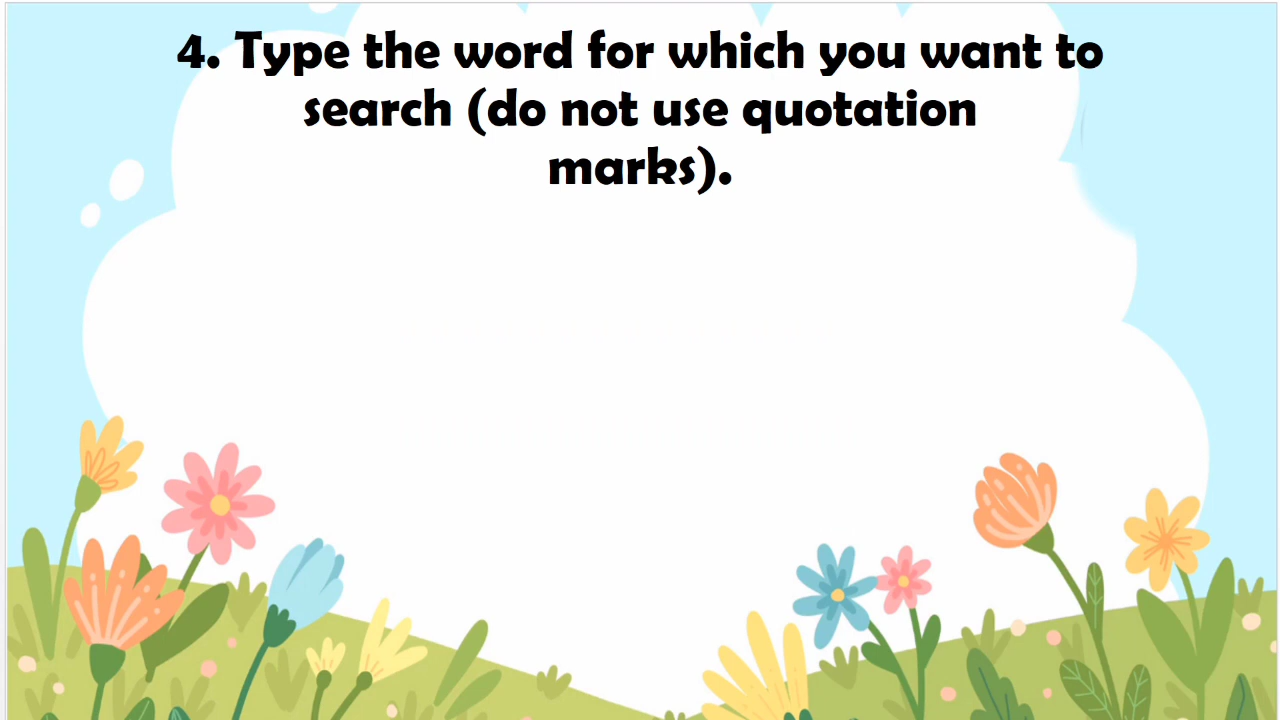 4. Type the word for which you want to
search (do not use quotation
marks).